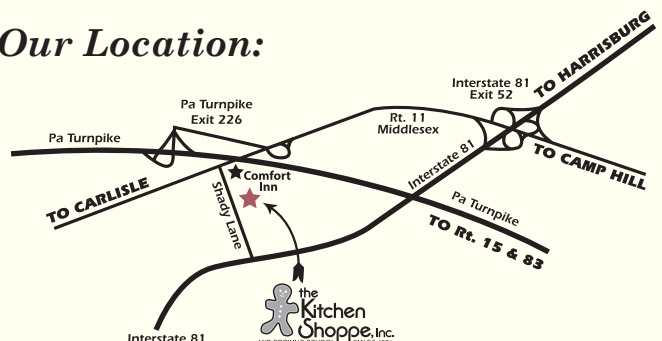 Our Location:
TO HARRISBURG
Interstate 81
Exit 52
Pa Turnpike
Exit 226
Rt. 11
Middlesex
Pa Turnpike
TO CAMP HILL
Interstate 81
Comfort
Inn
TO CARLISLE
Shady Lane
Pa Turnpike
TO Rt. 15 & 83
the
Kitchen
Shoppe, Inc.
Interstate 81